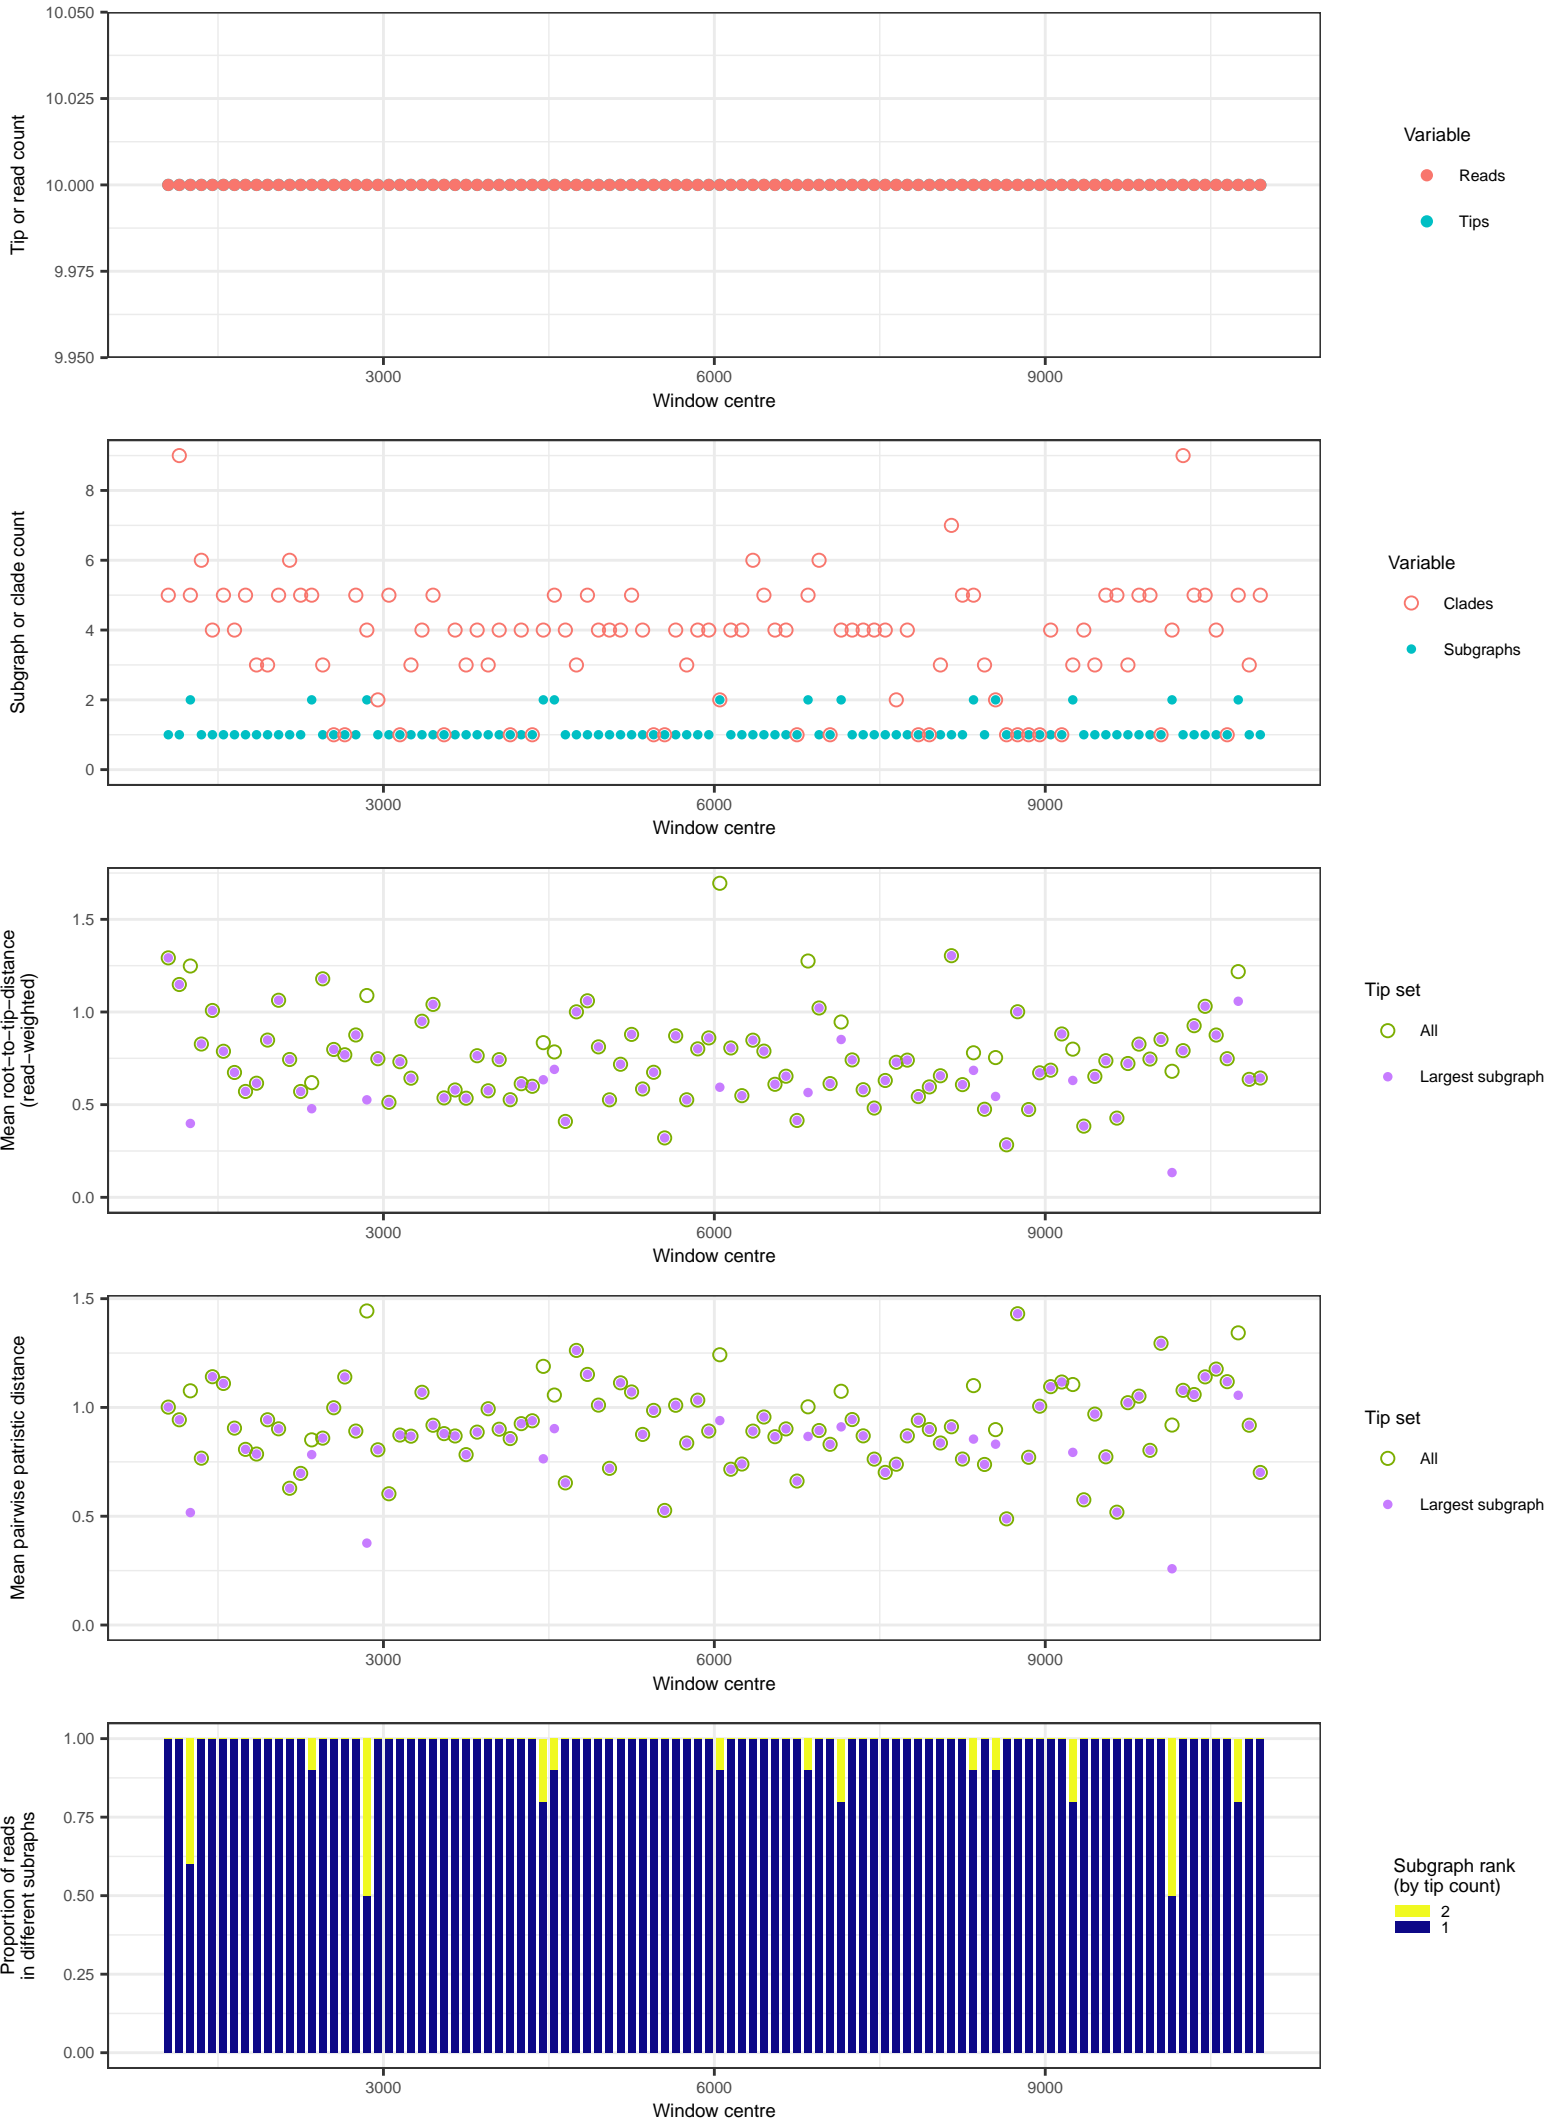 10.050
10.025
10.000
9.975
9.950
Tip or read count
3000 6000 9000
Window centre
Variable
Reads
Tips
8
6
4
2
0
Subgraph or clade count
3000 6000 9000
Window centre
Variable
Clades
Subgraphs
1.5
1.0
0.5
0.0
Mean root−to−tip−distance
(read−weighted)
3000 6000 9000
Window centre
Tip set
All
Largest subgraph
1.5
1.0
0.5
0.0
Mean pairwise patristic distance
3000 6000 9000
Window centre
Tip set
All
Largest subgraph
1.00
0.75
0.50
0.25
0.00
Proportion of reads
in different subraphs
3000 6000 9000
Window centre
Subgraph rank
(by tip count)
2
1